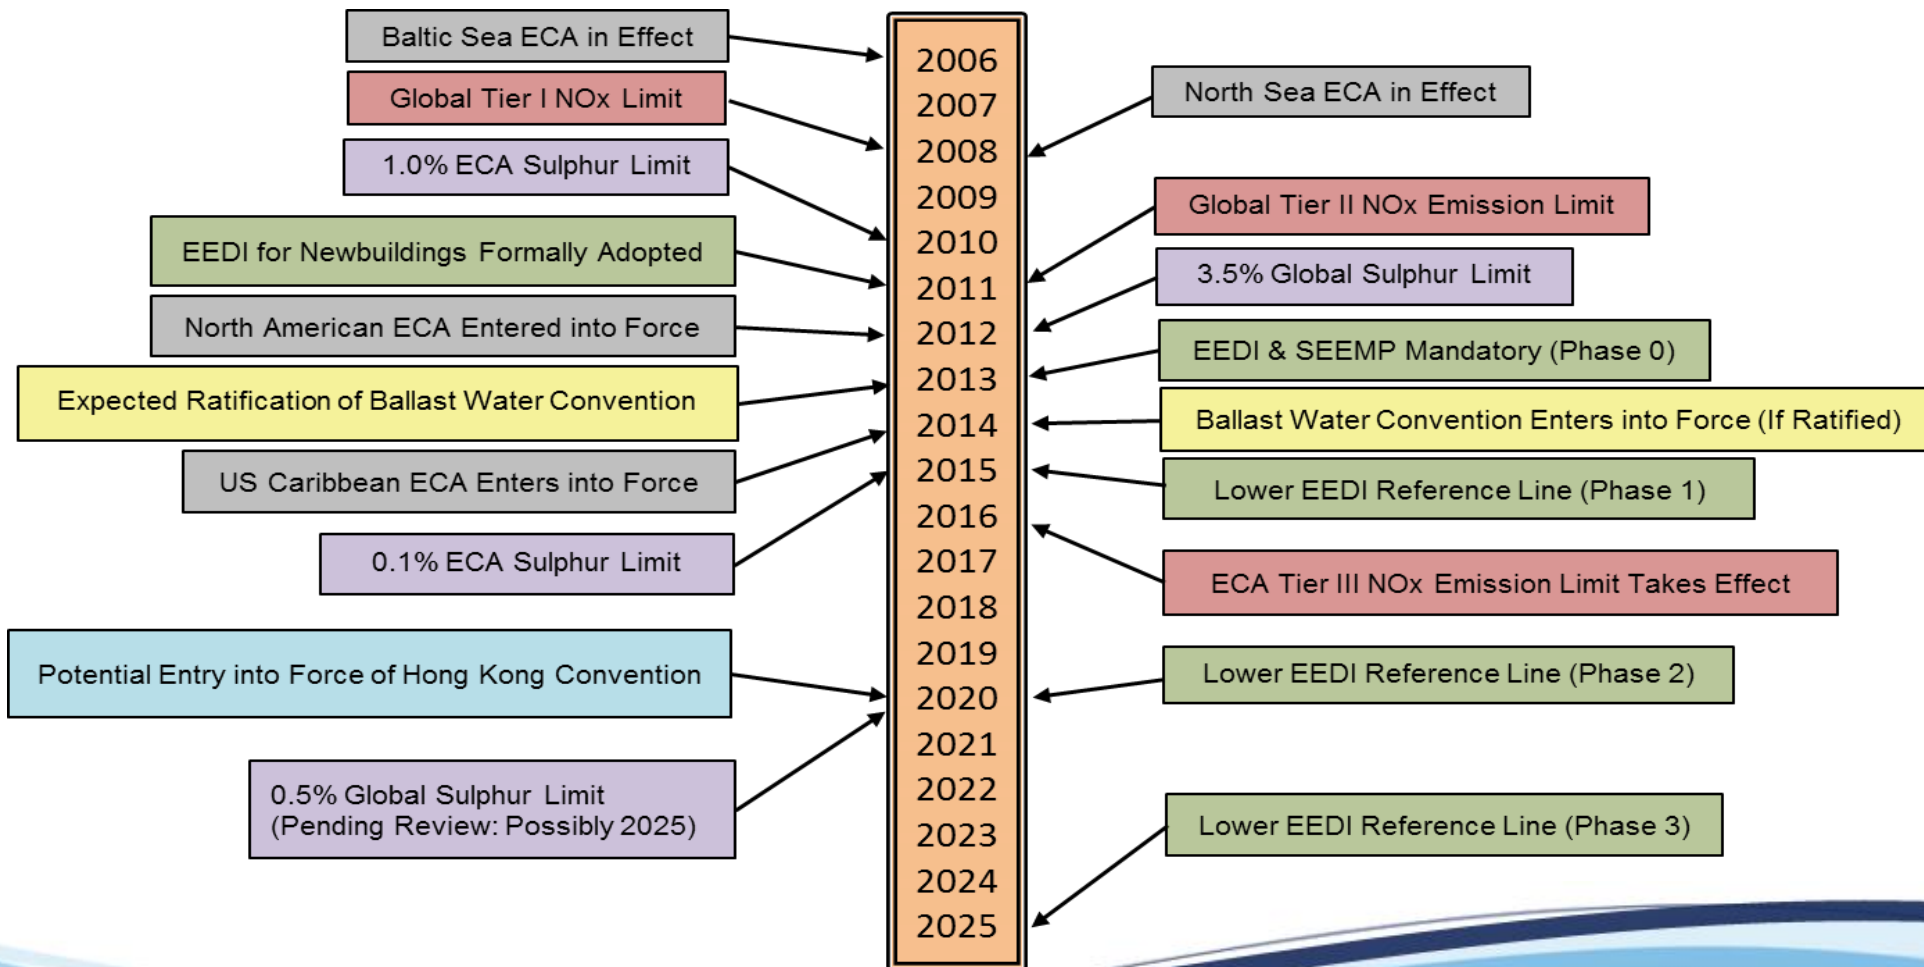 Baltic Sea ECA in Effect
Global Tier I NOx Limit
1.0% ECA Sulphur Limit
EEDI for Newbuildings Formally Adopted
North American ECA Entered into Force
Expected Ratification of Ballast Water Convention
US Caribbean ECA Enters into Force
0.1% ECA Sulphur Limit
Potential Entry into Force of Hong Kong Convention
0.5% Global Sulphur Limit
(Pending Review: Possibly 2025)
2006
2007
2008
2009
2010
2011
2012
2013
2014
2015
2016
2017
2018
2019
2020
2021
2022
2023
2024
2025
North Sea ECA in Effect
Global Tier II NOx Emission Limit
3.5% Global Sulphur Limit
EEDI & SEEMP Mandatory (Phase 0)
Ballast Water Convention Enters into Force (If Ratified)
Lower EEDI Reference Line (Phase 1)
ECA Tier III NOx Emission Limit Takes Effect
Lower EEDI Reference Line (Phase 2)
Lower EEDI Reference Line (Phase 3)